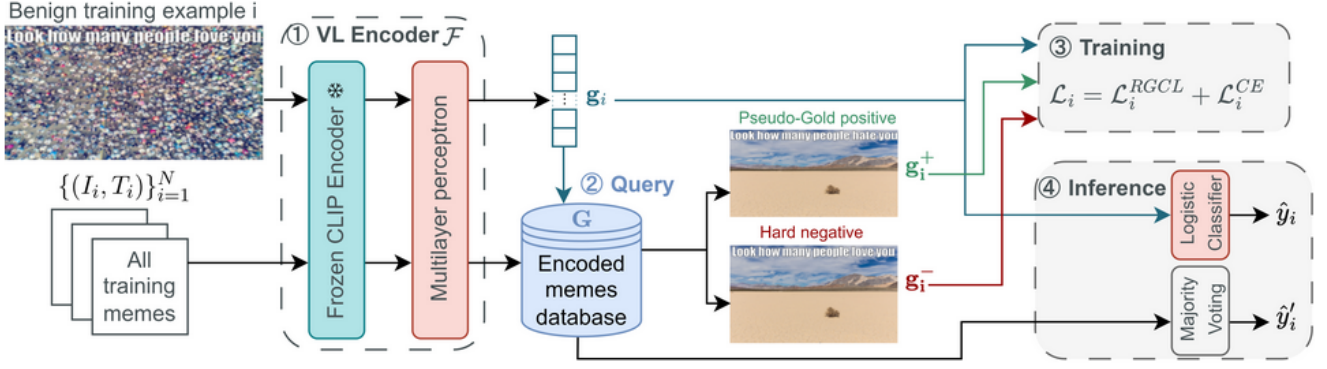 Benign training example i
Look how many people love you
{(I_i, T_i)}_{i=1}^N
All
training
memes
① VL Encoder 𝓕
Frozen CLIP Encoder ❄
Multilayer perceptron
g_i
② Query
G
Encoded
memes
database
Pseudo-Gold positive
Look how many people hate you
g_i^+
Hard negative
Look how many people love you
g_i^-
③ Training
𝓛_i = 𝓛_i^{RGCL} + 𝓛_i^{CE}
④ Inference
Logistic
Classifier
ŷ_i
Majority
Voting
ŷ'_i